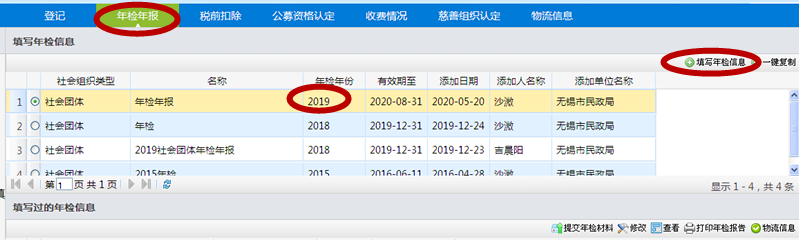 登记 年检年报 税前扣除 公募资格认定 收费情况 慈善组织认定 物流信息
填写年检信息
填写年检信息 一键复制
社会组织类型 名称 年检年份 有效期至 添加日期 添加人名称 添加单位名称
1 社会团体 年检年报 2019 2020-08-31 2020-05-20 沙溦 无锡市民政局
2 社会团体 年检 2018 2019-12-31 2019-12-24 沙溦 无锡市民政局
3 社会团体 2019社会团体年检年报 2018 2019-12-31 2019-12-23 吉晨阳 无锡市民政局
4 社会团体 2015年检 2015 2016-06-11 2016-04-28 沙溦 无锡市民政局
第 1 页 共 1 页 显示 1 - 4，共 4 条
填写过的年检信息
提交年检材料 修改 查看 打印年检报告 物流信息